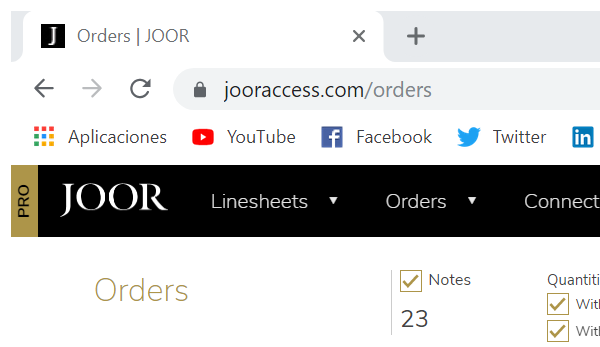 J Orders | JOOR
jooraccess.com/orders
Aplicaciones YouTube Facebook Twitter in
PRO JOOR Linesheets Orders Connect
Orders Notes Quantiti
With
23
With